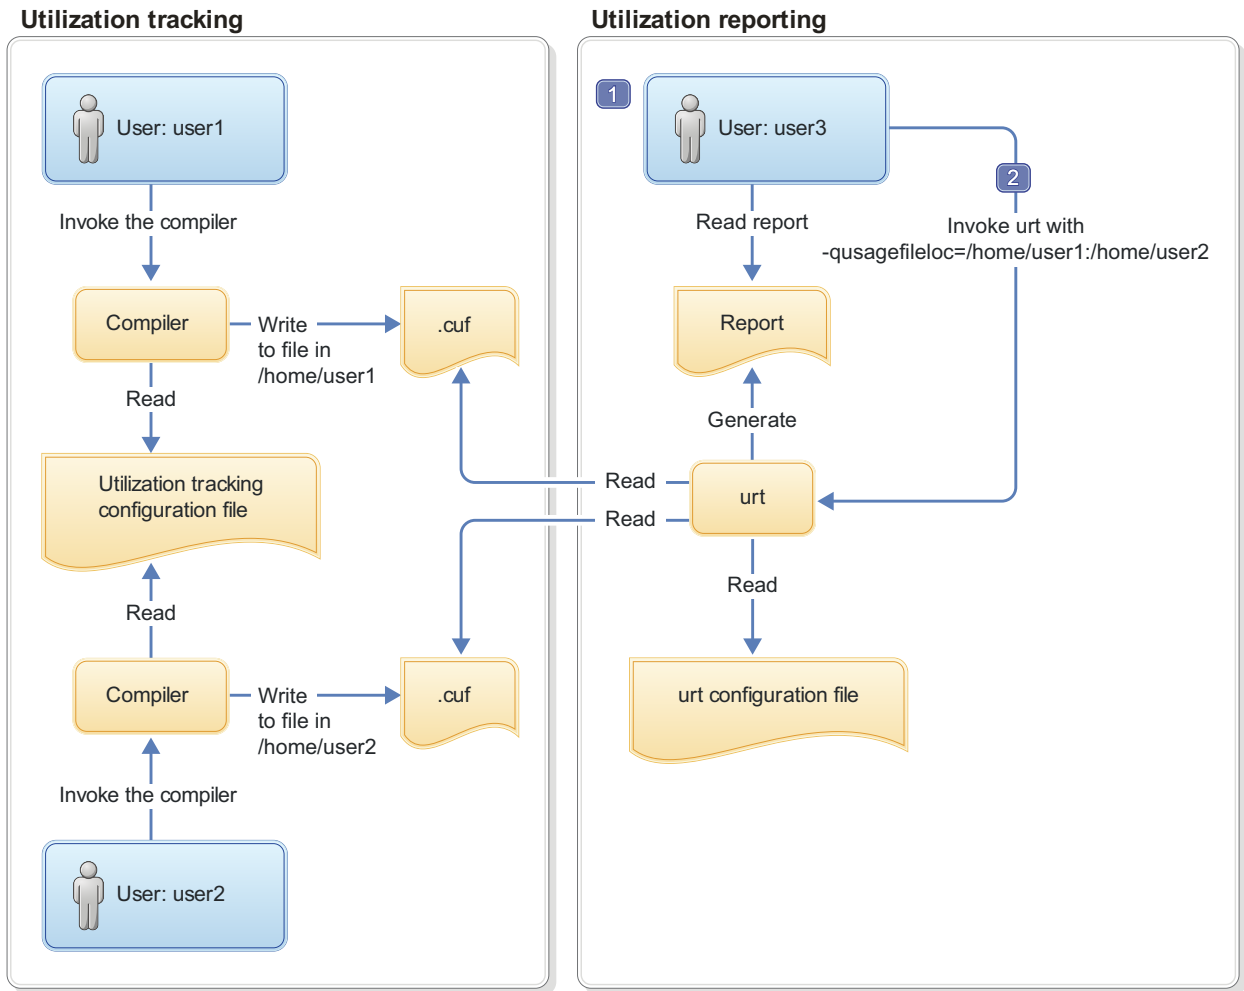 Utilization tracking
User: user1
Invoke the compiler
Compiler
Write
to file in
/home/user1
.cuf
Read
Utilization tracking
configuration file
Read
Compiler
Write
to file in
/home/user2
.cuf
Invoke the compiler
User: user2
Utilization reporting
1
User: user3
2
Read report
Invoke urt with
-qusagefileloc=/home/user1:/home/user2
Report
Generate
Read
Read
urt
Read
urt configuration file